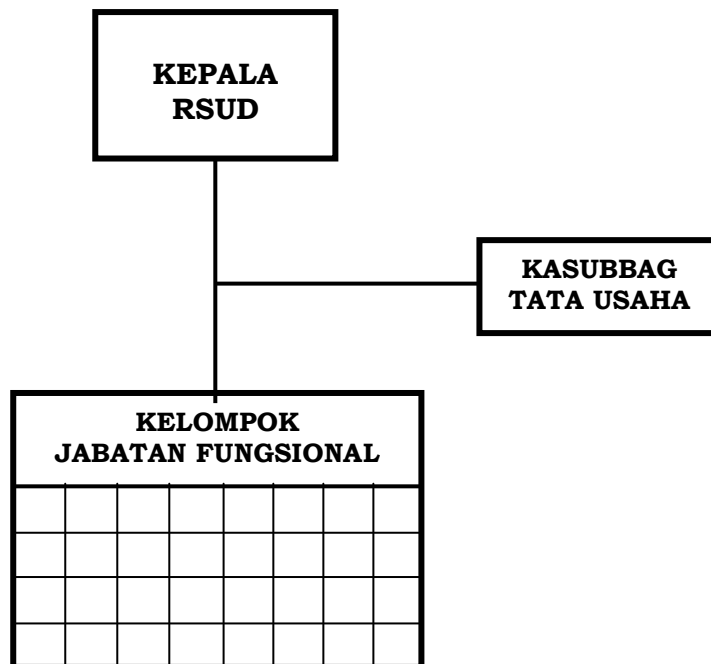 KEPALA
RSUD
KASUBBAG
TATA USAHA
KELOMPOK
JABATAN FUNGSIONAL